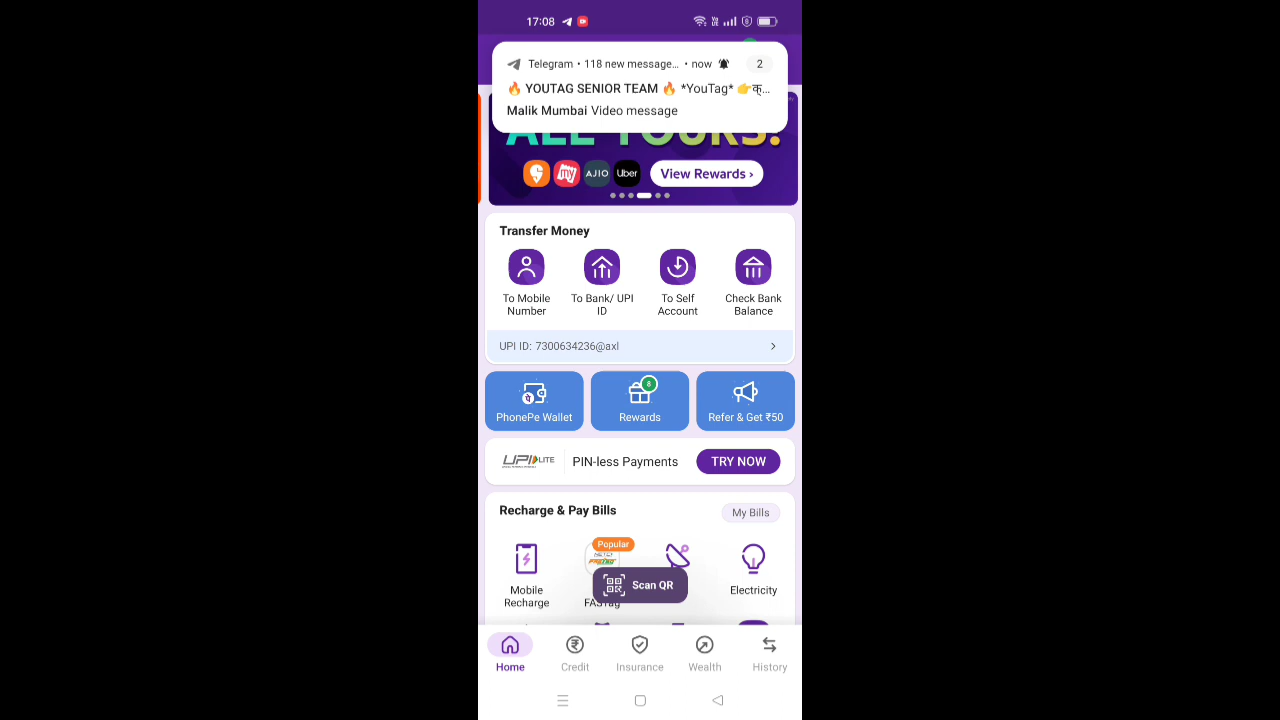 17:08
Telegram • 118 new message... • now 2
🔥 YOUTAG SENIOR TEAM 🔥 *YouTag* 👉क्...
Malik Mumbai Video message
ALL YOURS!
my AJIO Uber View Rewards ›
Transfer Money
To Mobile Number
To Bank/ UPI ID
To Self Account
Check Bank Balance
UPI ID: 7300634236@axl
8
PhonePe Wallet Rewards Refer & Get ₹50
UPI LITE PIN-less Payments TRY NOW
Recharge & Pay Bills My Bills
Popular
Mobile Recharge
FASTag
Electricity
Scan QR
Home Credit Insurance Wealth History